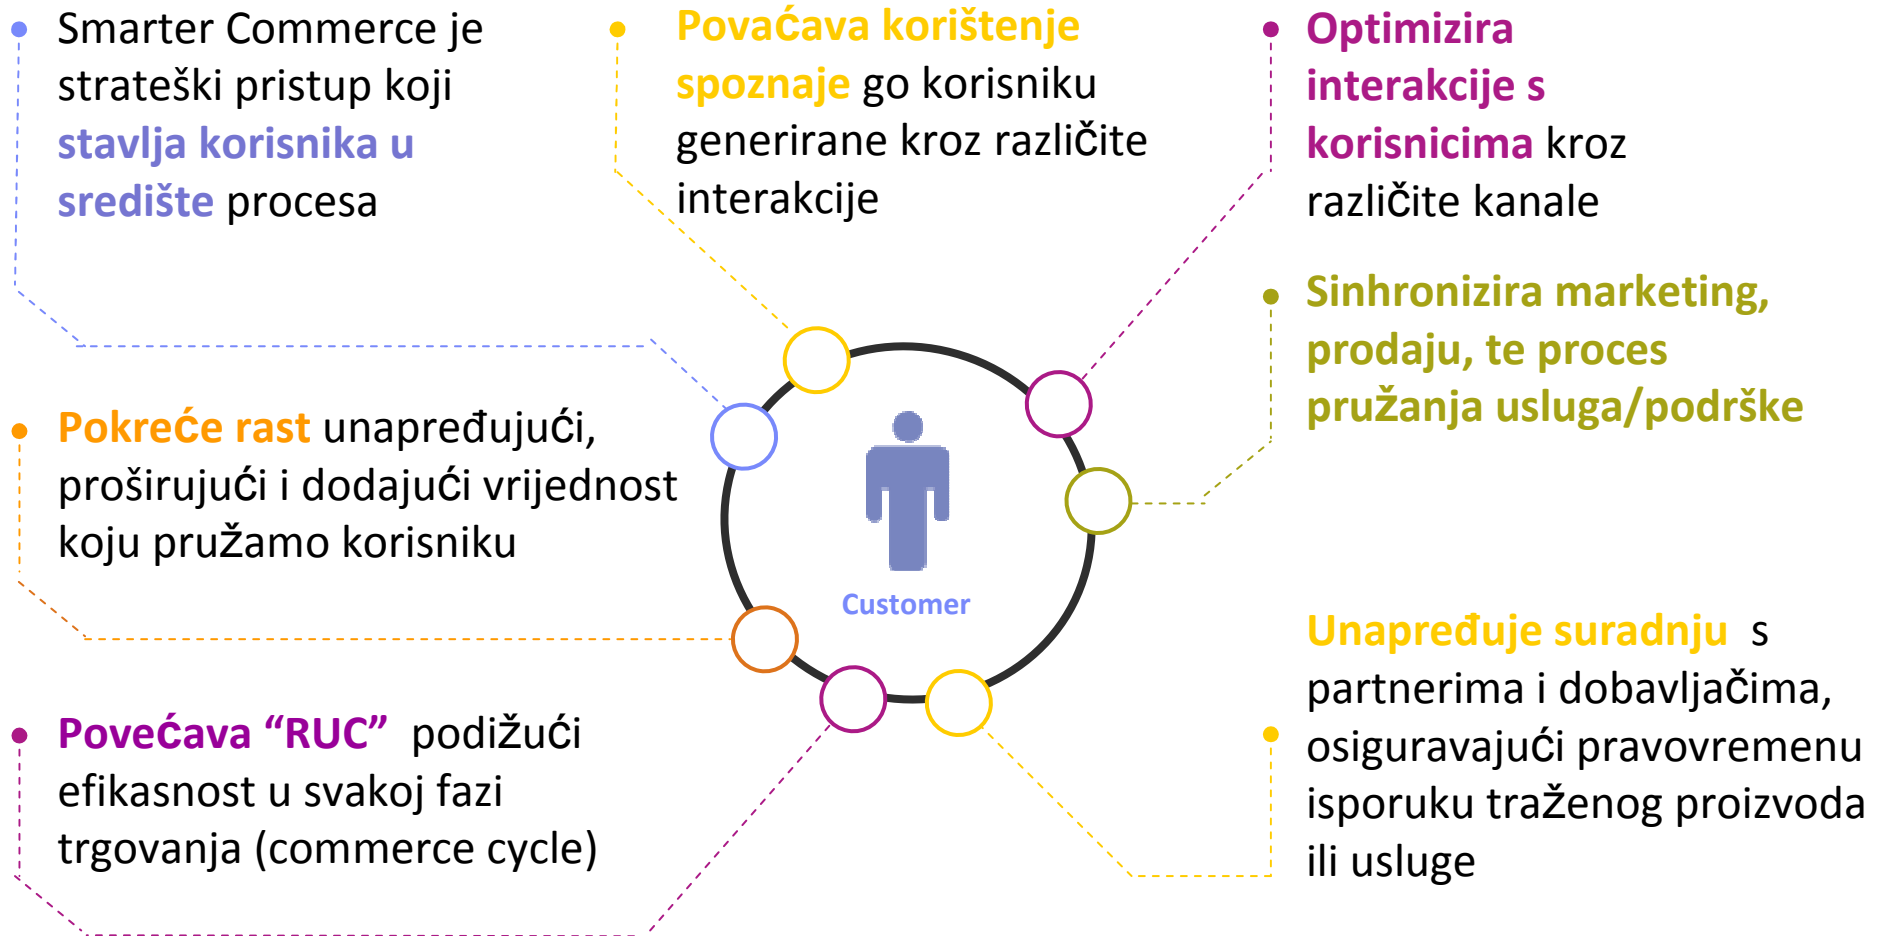 Smarter Commerce je
strateški pristup koji
stavlja korisnika u
središte procesa
Povaćava korištenje
spoznaje go korisniku
generirane kroz različite
interakcije
Optimizira
interakcije s
korisnicima kroz
različite kanale
Sinhronizira marketing,
prodaju, te proces
pružanja usluga/podrške
Pokreće rast unapređujući,
proširujući i dodajući vrijednost
koju pružamo korisniku
Customer
Unapređuje suradnju s
partnerima i dobavljačima,
osiguravajući pravovremenu
isporuku traženog proizvoda
ili usluge
Povećava “RUC” podižući
efikasnost u svakoj fazi
trgovanja (commerce cycle)